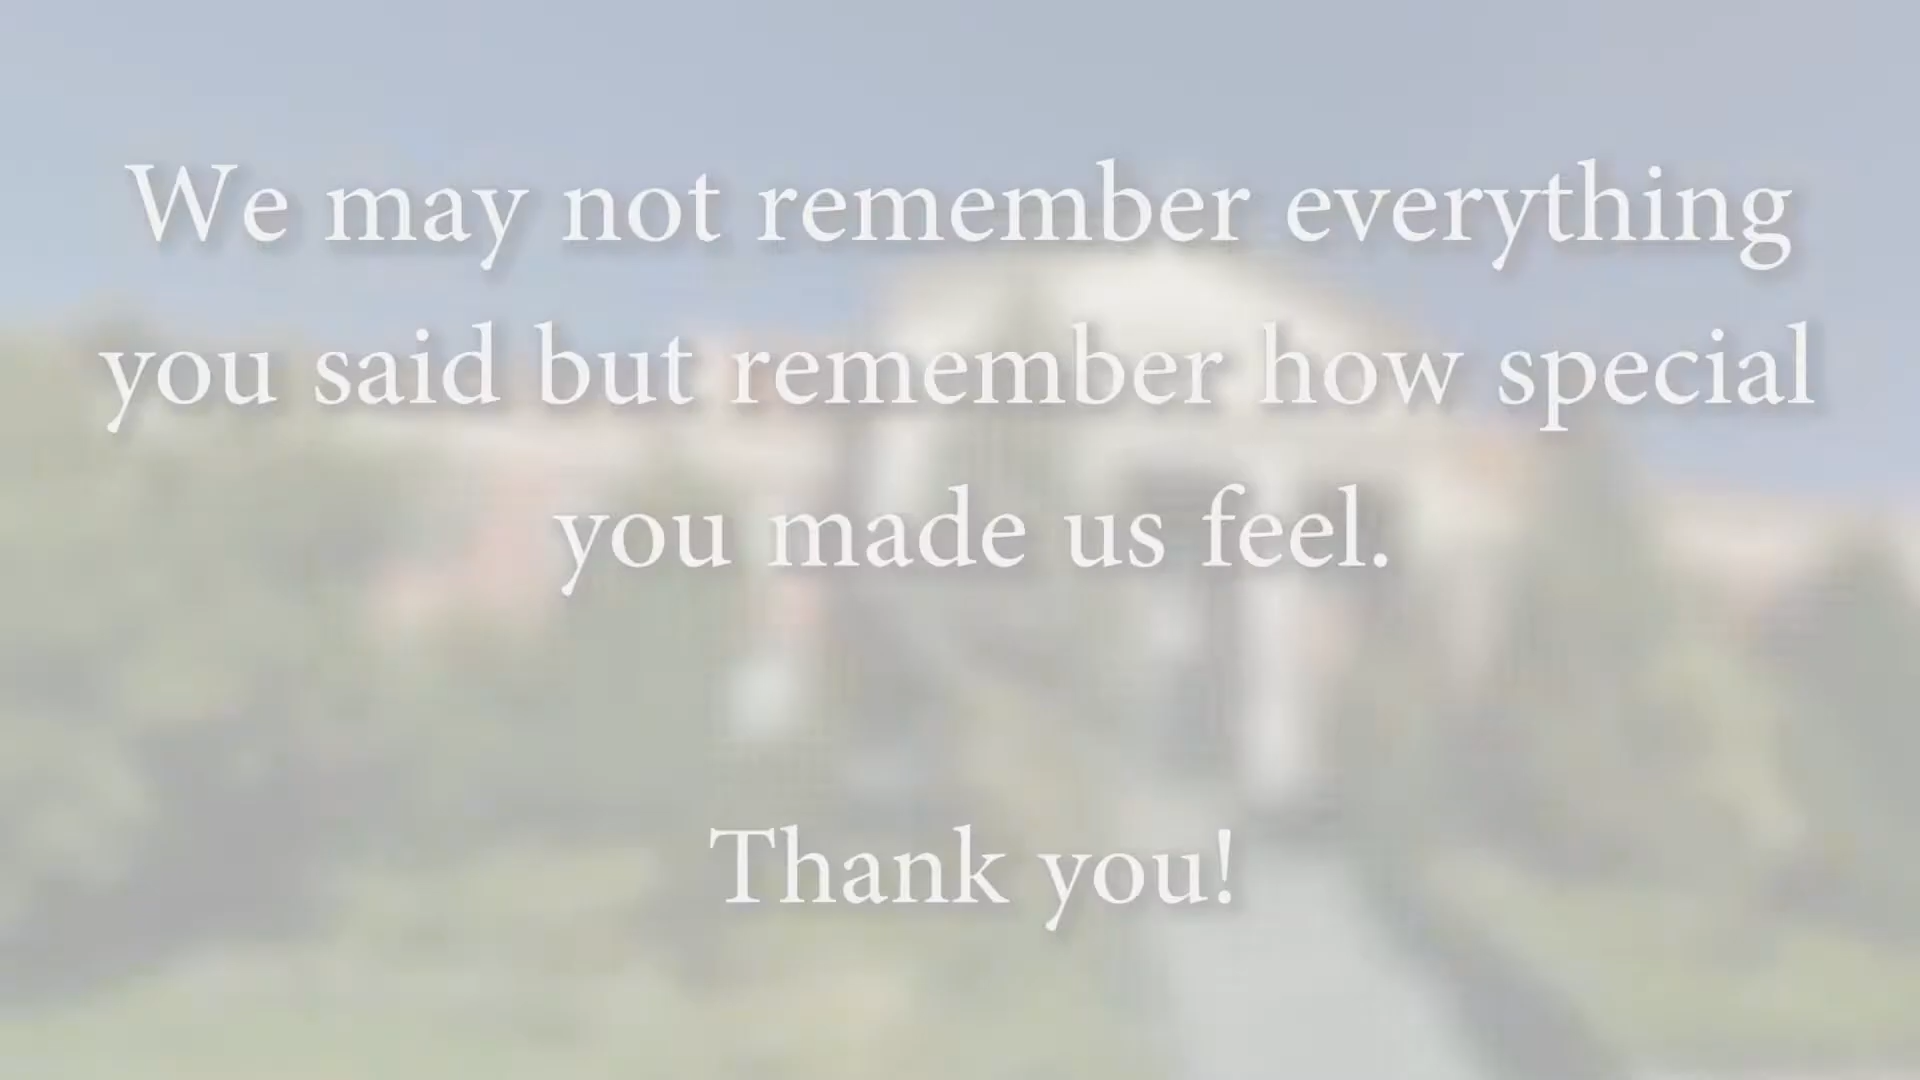 We may not remember everything
you said but remember how special
you made us feel.
Thank you!